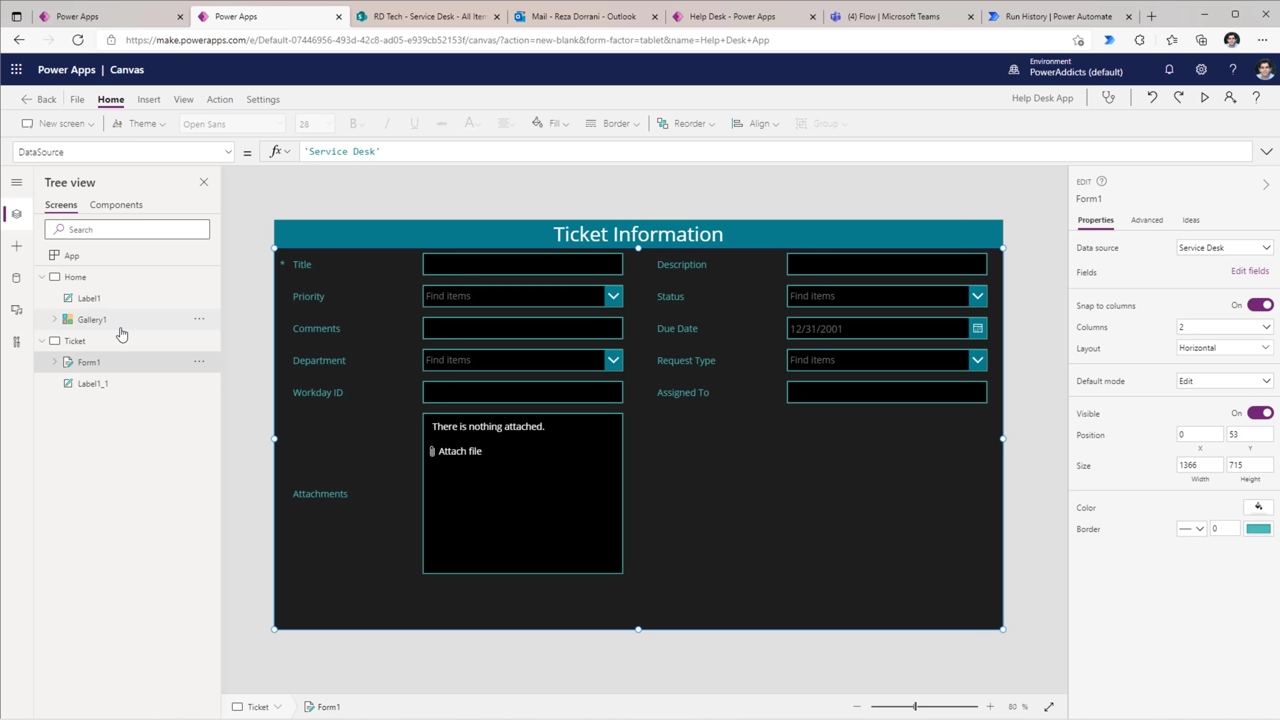 Power Apps
Power Apps
RD Tech - Service Desk - All Item
Mail - Reza Dorrani - Outlook
Help Desk - Power Apps
(4) Flow | Microsoft Teams
Run History | Power Automate
https://make.powerapps.com/e/Default-07446956-493d-42c8-ad05-e939cb52153f/canvas/?action=new-blank&form-factor=tablet&name=Help+Desk+App
Power Apps | Canvas
Environment
PowerAddicts (default)
Back File Home Insert View Action Settings
Help Desk App
New screen Theme Open Sans 28 B / U A Fill Border Reorder Align Group
DataSource = fx 'Service Desk'
Tree view
Screens Components
Search
App
Home
Label1
Gallery1
Ticket
Form1
Label1_1
Ticket Information
* Title Description
Priority Find items Status Find items
Comments Due Date 12/31/2001
Department Find items Request Type Find items
Workday ID Assigned To
There is nothing attached.
Attach file
Attachments
EDIT
Form1
Properties Advanced Ideas
Data source Service Desk
Fields Edit fields
Snap to columns On
Columns 2
Layout Horizontal
Default mode Edit
Visible On
Position 0 53
X Y
Size 1366 715
Width Height
Color
Border 0
Ticket Form1
80 %